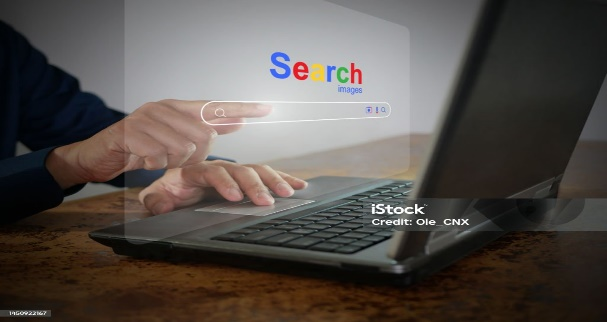 Search
images
iStock
Credit: Ole_CNX
1450922167